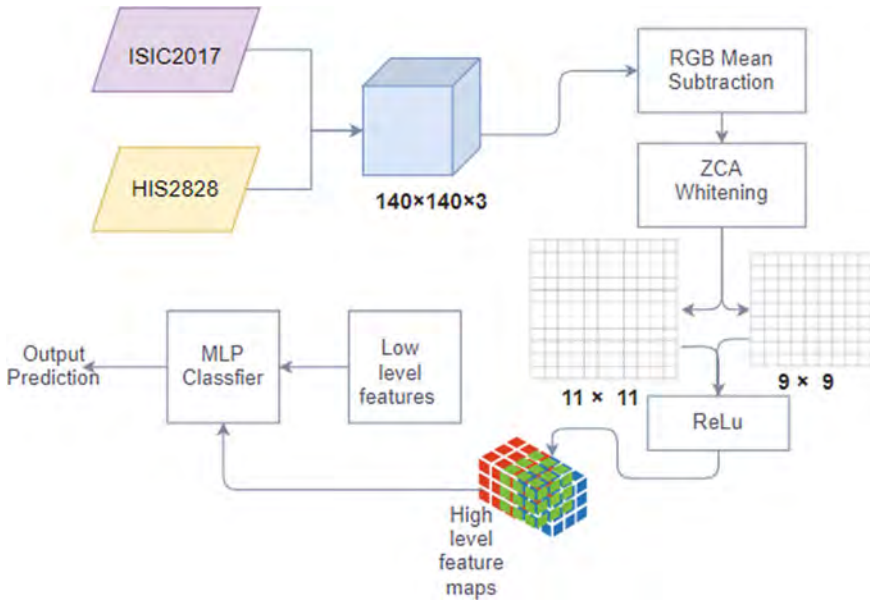 ISIC2017
HIS2828
140×140×3
RGB Mean
Subtraction
ZCA
Whitening
11 × 11
9 × 9
ReLu
High
level
feature
maps
Low
level
features
MLP
Classfier
Output
Prediction